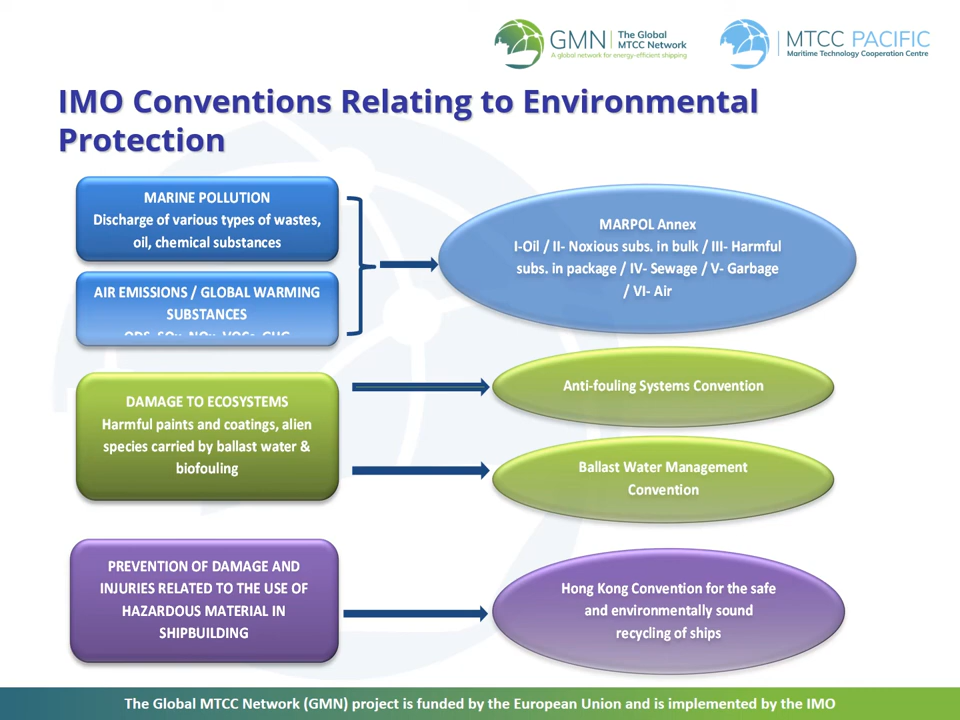 GMN
The Global
MTCC Network
A global network for energy-efficient shipping
MTCC PACIFIC
Maritime Technology Cooperation Centre
IMO Conventions Relating to Environmental
Protection
MARINE POLLUTION
Discharge of various types of wastes,
oil, chemical substances
AIR EMISSIONS / GLOBAL WARMING
SUBSTANCES
MARPOL Annex
I-Oil / II- Noxious subs. in bulk / III- Harmful
subs. in package / IV- Sewage / V- Garbage
/ VI- Air
DAMAGE TO ECOSYSTEMS
Harmful paints and coatings, alien
species carried by ballast water &
biofouling
Anti-fouling Systems Convention
Ballast Water Management
Convention
PREVENTION OF DAMAGE AND
INJURIES RELATED TO THE USE OF
HAZARDOUS MATERIAL IN
SHIPBUILDING
Hong Kong Convention for the safe
and environmentally sound
recycling of ships
The Global MTCC Network (GMN) project is funded by the European Union and is implemented by the IMO